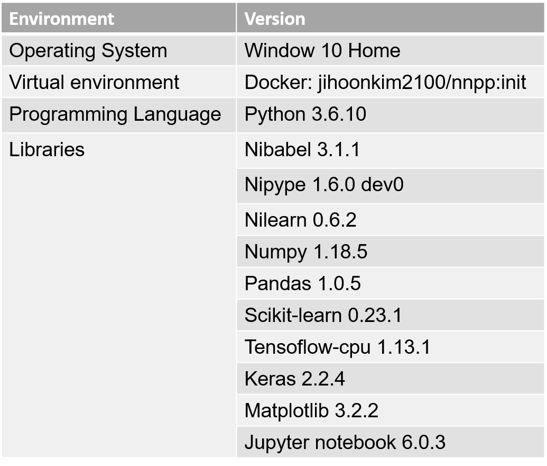 Environment Version
Operating System Window 10 Home
Virtual environment Docker: jihoonkim2100/nnpp:init
Programming Language Python 3.6.10
Libraries Nibabel 3.1.1
Nipype 1.6.0 dev0
Nilearn 0.6.2
Numpy 1.18.5
Pandas 1.0.5
Scikit-learn 0.23.1
Tensoflow-cpu 1.13.1
Keras 2.2.4
Matplotlib 3.2.2
Jupyter notebook 6.0.3